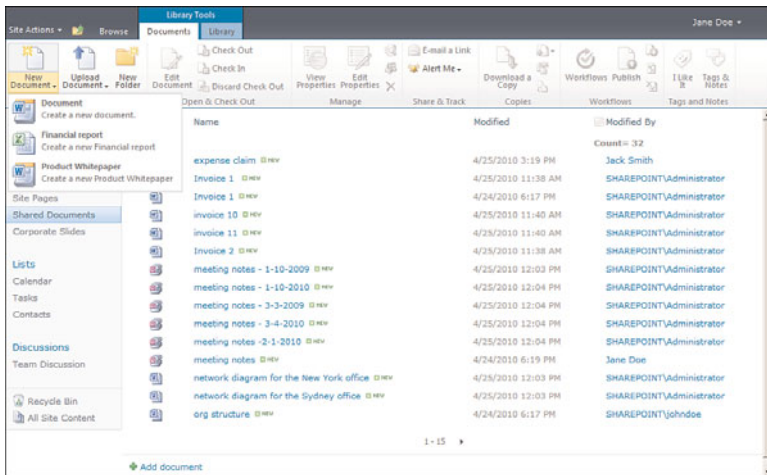 Library Tools
Site Actions Browse Documents Library Jane Doe
New Document Upload Document New Folder Edit Document
Check Out
Check In
Discard Check Out
View Properties Edit Properties
E-mail a Link
Alert Me
Download a Copy
Workflows Publish
I Like It Tags & Notes
Open & Check Out Manage Share & Track Copies Workflows Tags and Notes
Document
Create a new document.
Financial report
Create a new Financial report
Product Whitepaper
Create a new Product Whitepaper
Site Pages
Shared Documents
Corporate Slides
Lists
Calendar
Tasks
Contacts
Discussions
Team Discussion
Recycle Bin
All Site Content
Name Modified Modified By
Count= 32
expense claim NEW 4/25/2010 3:19 PM Jack Smith
Invoice 1 NEW 4/25/2010 11:38 AM SHAREPOINT\Administrator
Invoice 1 NEW 4/24/2010 6:17 PM SHAREPOINT\Administrator
invoice 10 NEW 4/25/2010 11:40 AM SHAREPOINT\Administrator
invoice 11 NEW 4/25/2010 11:40 AM SHAREPOINT\Administrator
Invoice 2 NEW 4/25/2010 11:38 AM SHAREPOINT\Administrator
meeting notes - 1-10-2009 NEW 4/25/2010 12:03 PM SHAREPOINT\Administrator
meeting notes - 1-10-2010 NEW 4/25/2010 12:04 PM SHAREPOINT\Administrator
meeting notes - 3-3-2009 NEW 4/25/2010 12:04 PM SHAREPOINT\Administrator
meeting notes - 3-4-2010 NEW 4/25/2010 12:04 PM SHAREPOINT\Administrator
meeting notes -2-1-2010 NEW 4/25/2010 12:04 PM SHAREPOINT\Administrator
meeting notes NEW 4/24/2010 6:19 PM Jane Doe
network diagram for the New York office NEW 4/25/2010 12:03 PM SHAREPOINT\Administrator
network diagram for the Sydney office NEW 4/25/2010 12:03 PM SHAREPOINT\Administrator
org structure NEW 4/24/2010 6:17 PM SHAREPOINT\johndoe
1 - 15
Add document